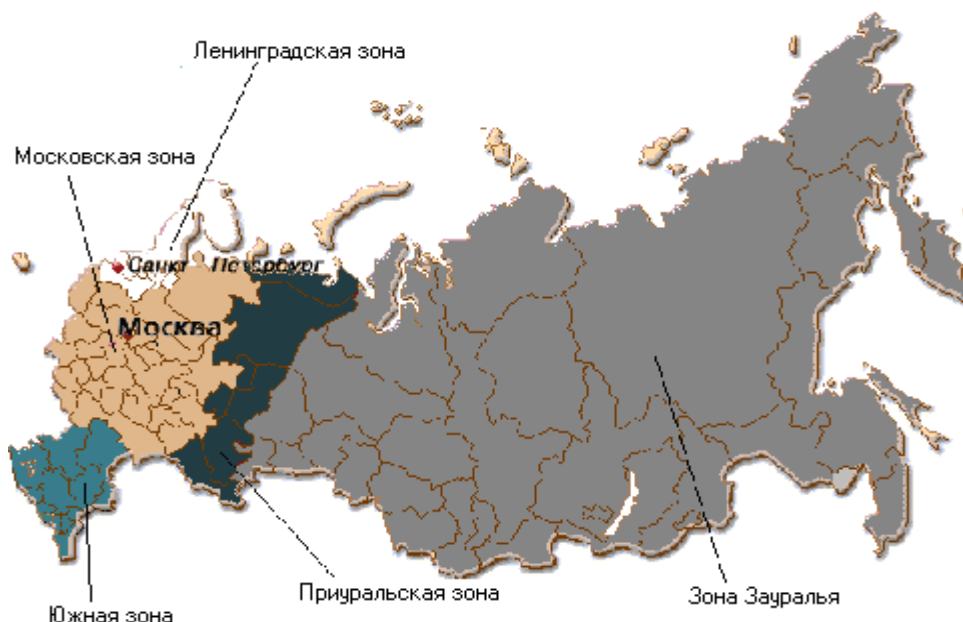 Ленинградская зона
Московская зона
Санкт Петербург
Москва
Приуральская зона
Зона Зауралья
Южная зона